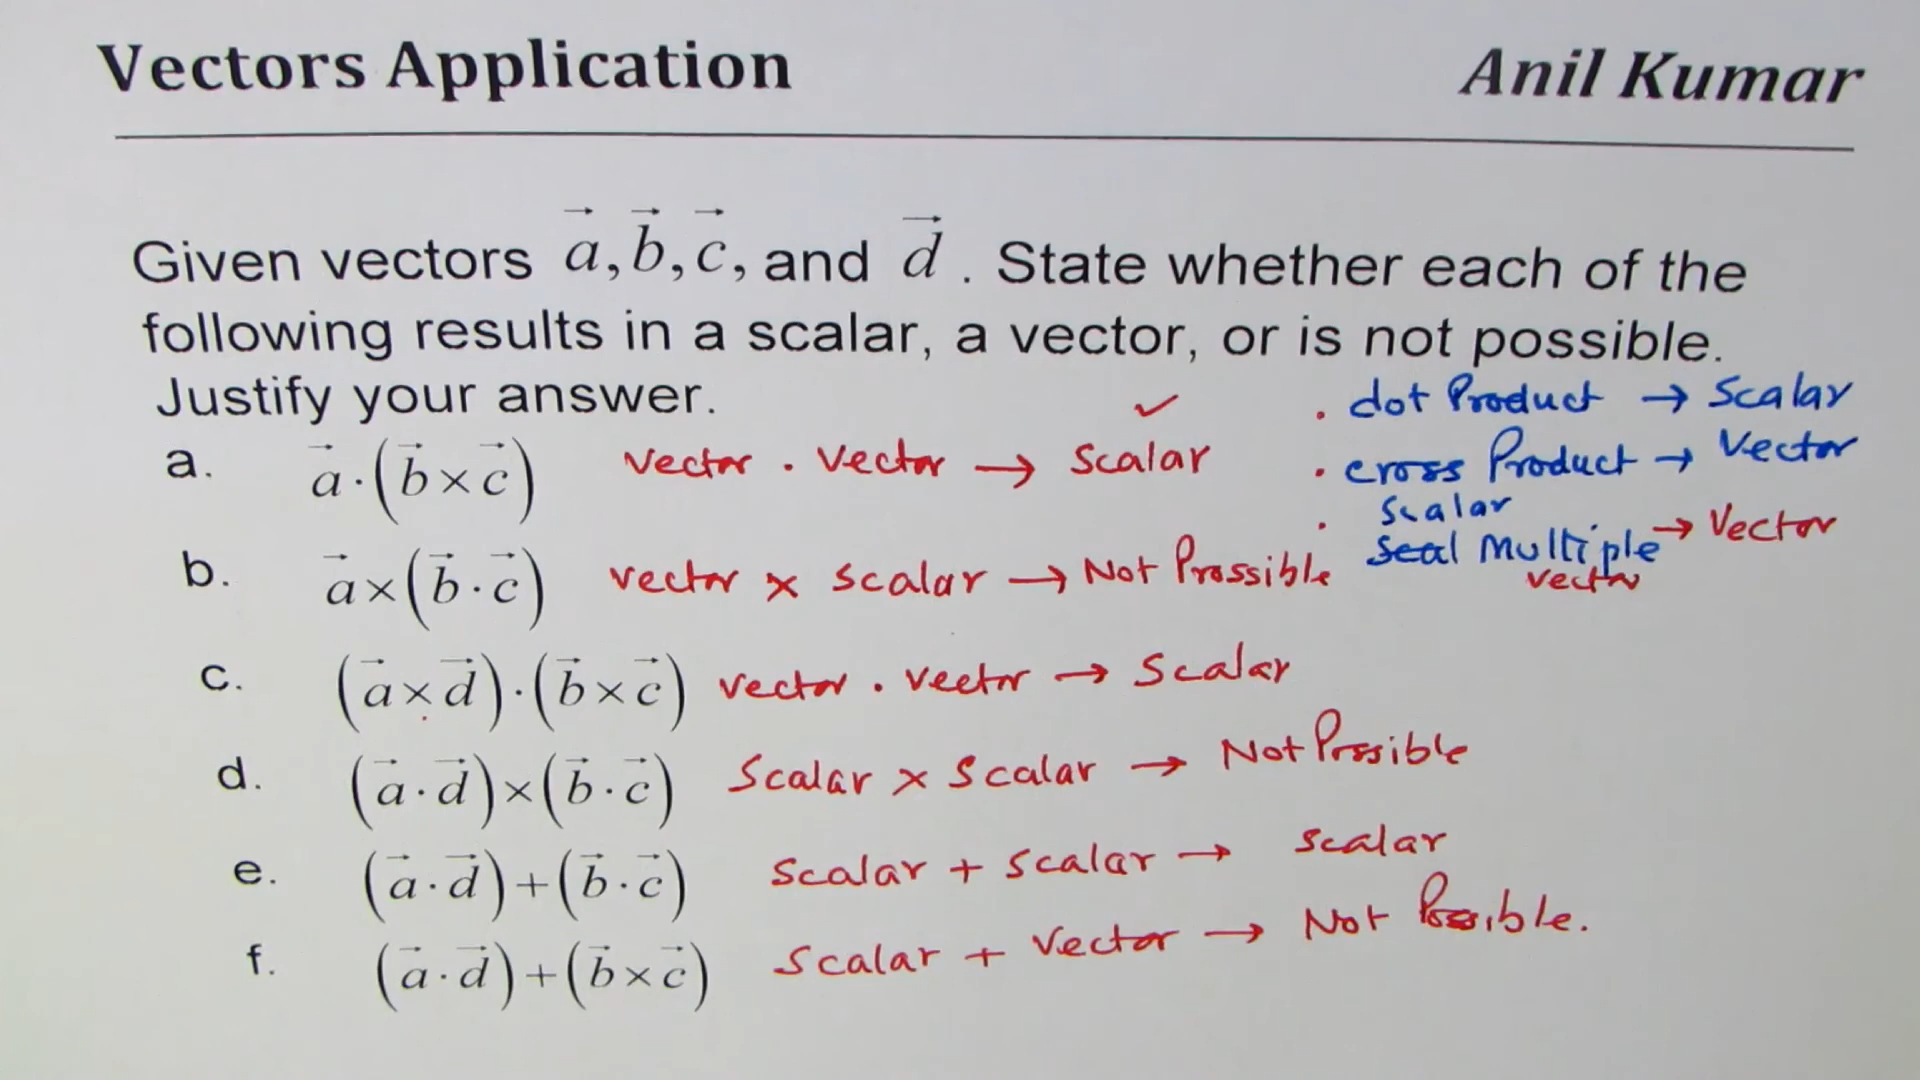 Vectors Application Anil Kumar
Given vectors a⃗, b⃗, c⃗, and d⃗ . State whether each of the
following results in a scalar, a vector, or is not possible.
Justify your answer. ✓
. dot Product → Scalar
a. a⃗ · (b⃗ × c⃗) vector . vector → Scalar
. cross Product → Vector
. Scalar
Scal Multiple → Vector
vector
b. a⃗ × (b⃗ · c⃗) vector × scalar → Not Prossible
c. (a⃗ × d⃗) · (b⃗ × c⃗) vector . vector → Scalar
d. (a⃗ · d⃗) × (b⃗ · c⃗) Scalar × Scalar → Not Possible
e. (a⃗ · d⃗) + (b⃗ · c⃗) Scalar + Scalar → scalar
f. (a⃗ · d⃗) + (b⃗ × c⃗) Scalar + Vector → Not Possible.